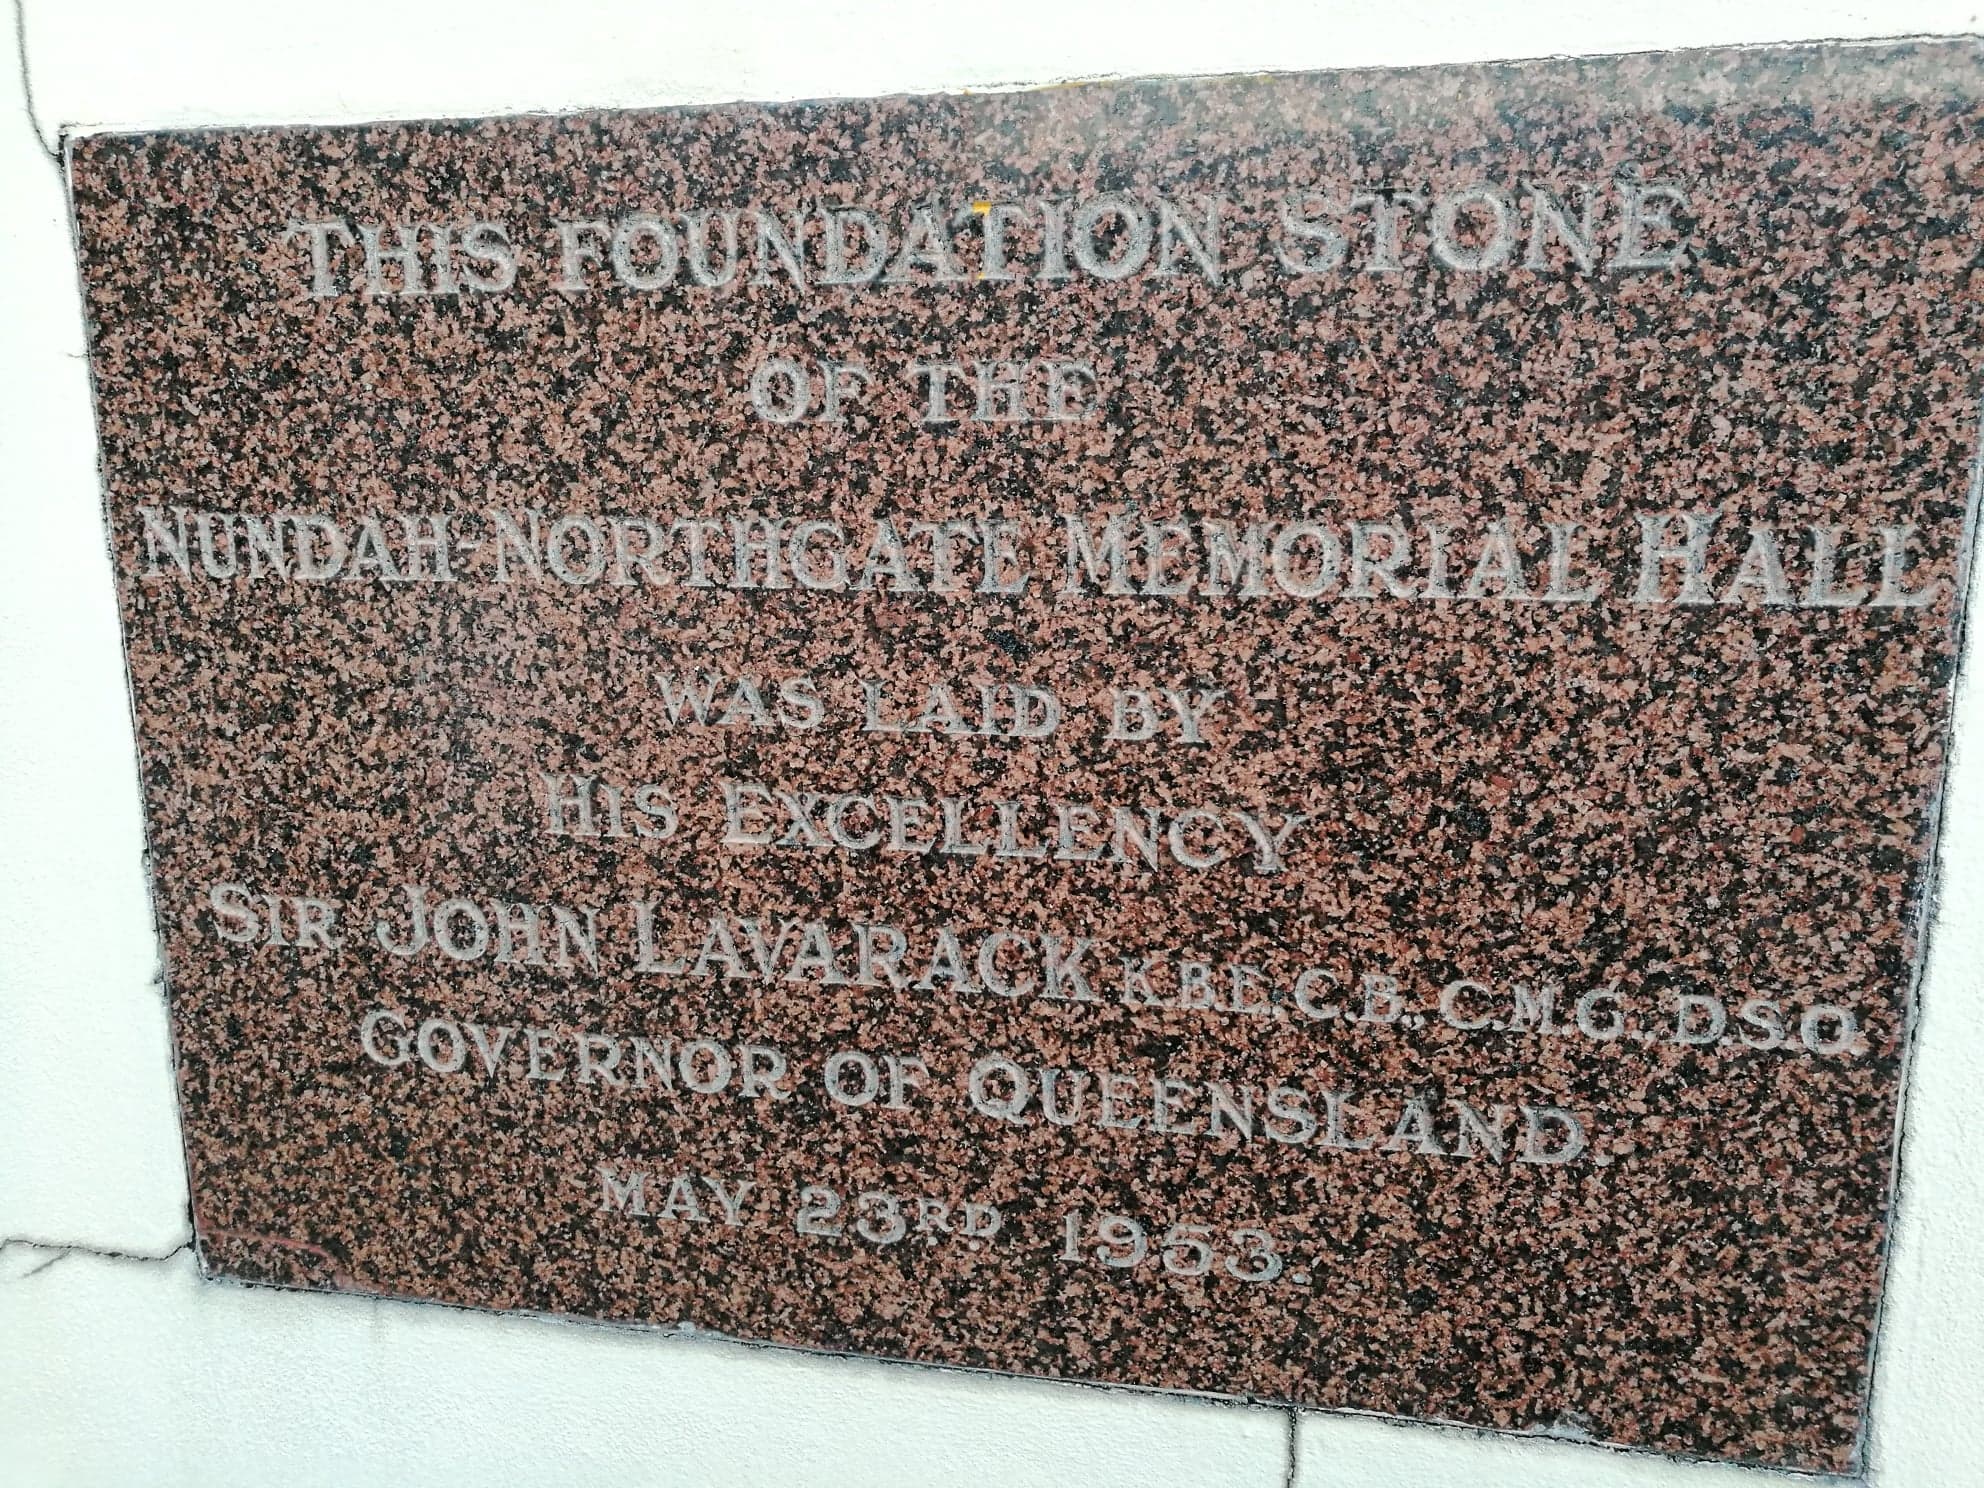 THIS FOUNDATION STONE
OF THE
NUNDAH-NORTHGATE MEMORIAL HALL
WAS LAID BY
HIS EXCELLENCY
SIR JOHN LAVARACK K.B.E. C.B., C.M.G., D.S.O.
GOVERNOR OF QUEENSLAND.
MAY 23RD. 1953.